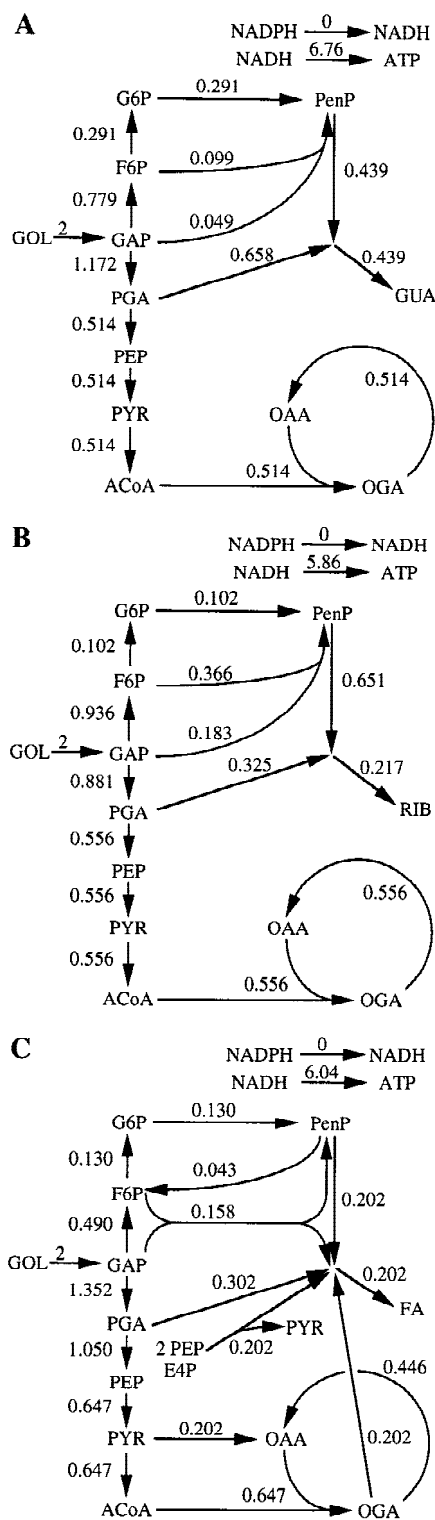 A
NADPH 0 NADH
NADH 6.76 ATP
G6P 0.291 PenP
0.291
F6P 0.099
0.439
0.779
0.049
GOL 2 GAP
1.172 0.658 0.439
PGA GUA
0.514
PEP
0.514 0.514
PYR OAA
0.514
0.514
ACoA OGA
B
NADPH 0 NADH
NADH 5.86 ATP
G6P 0.102 PenP
0.102
F6P 0.366 0.651
0.936
0.183
GOL 2 GAP
0.881 0.325 0.217
PGA RIB
0.556
PEP
0.556 0.556
PYR OAA
0.556
0.556
ACoA OGA
C
NADPH 0 NADH
NADH 6.04 ATP
G6P 0.130 PenP
0.130
0.043
F6P
0.202
0.158
0.490
GOL 2 GAP
1.352 0.302 0.202
FA
PGA PYR
2 PEP 0.202
1.050 E4P
0.446
PEP
0.647
PYR 0.202 OAA 0.202
0.647
0.647
ACoA OGA